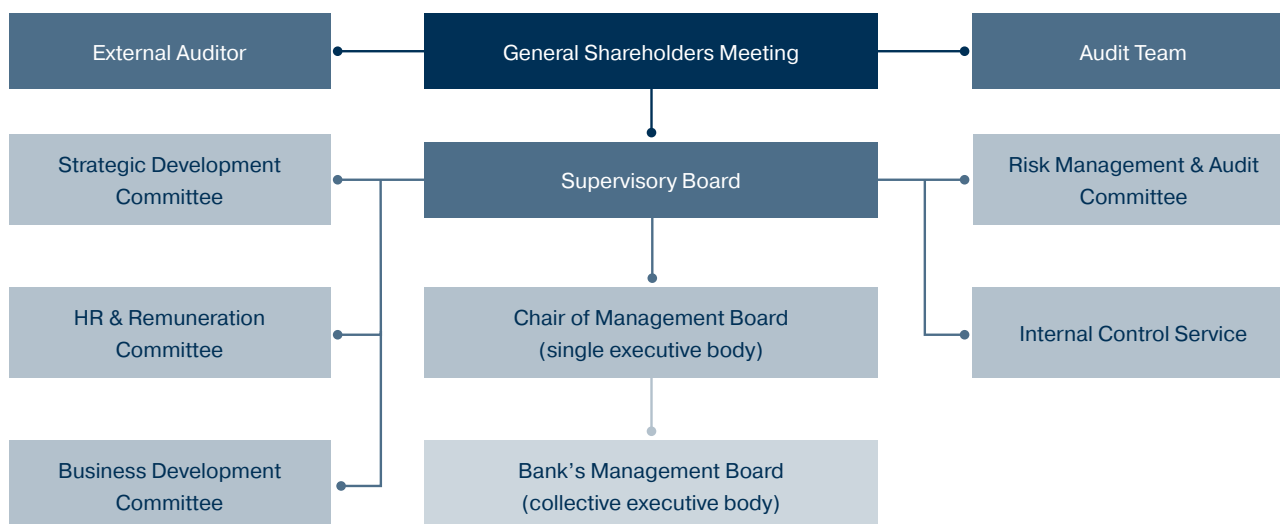 External Auditor
General Shareholders Meeting
Audit Team
Strategic Development
Committee
Supervisory Board
Risk Management & Audit
Committee
HR & Remuneration
Committee
Chair of Management Board
(single executive body)
Internal Control Service
Business Development
Committee
Bank’s Management Board
(collective executive body)